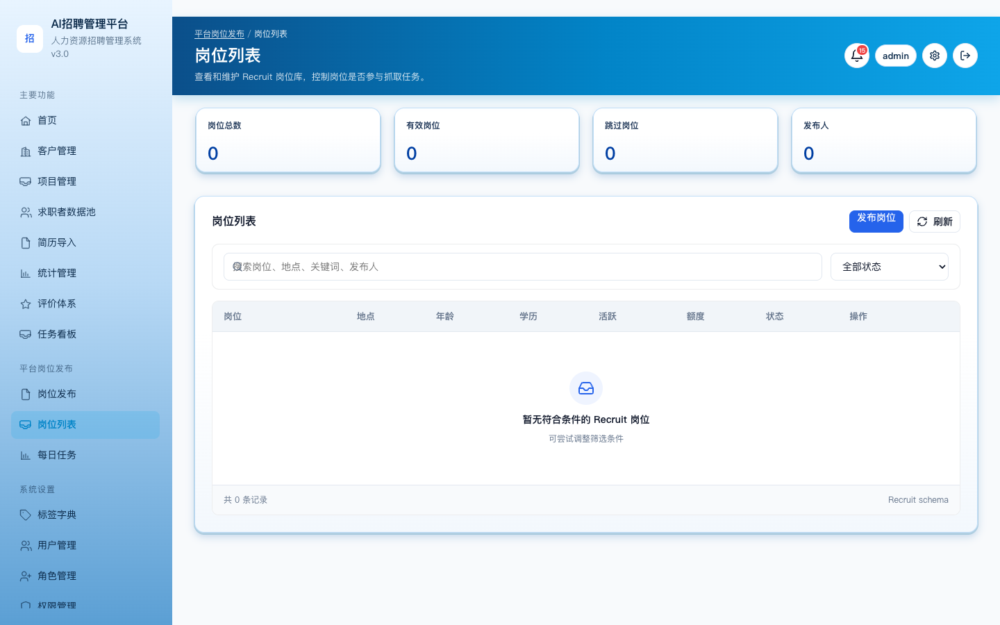 招
AI招聘管理平台
人力资源招聘管理系统
v3.0
主要功能
首页
客户管理
项目管理
求职者数据池
简历导入
统计管理
评价体系
任务看板
平台岗位发布
岗位发布
岗位列表
每日任务
系统设置
标签字典
用户管理
角色管理
权限管理
平台岗位发布 / 岗位列表
岗位列表
查看和维护 Recruit 岗位库，控制岗位是否参与抓取任务。
15
admin
岗位总数
0
有效岗位
0
跳过岗位
0
发布人
0
岗位列表
发布岗位
刷新
搜索岗位、地点、关键词、发布人
全部状态
岗位 地点 年龄 学历 活跃 额度 状态 操作
暂无符合条件的 Recruit 岗位
可尝试调整筛选条件
共 0 条记录
Recruit schema